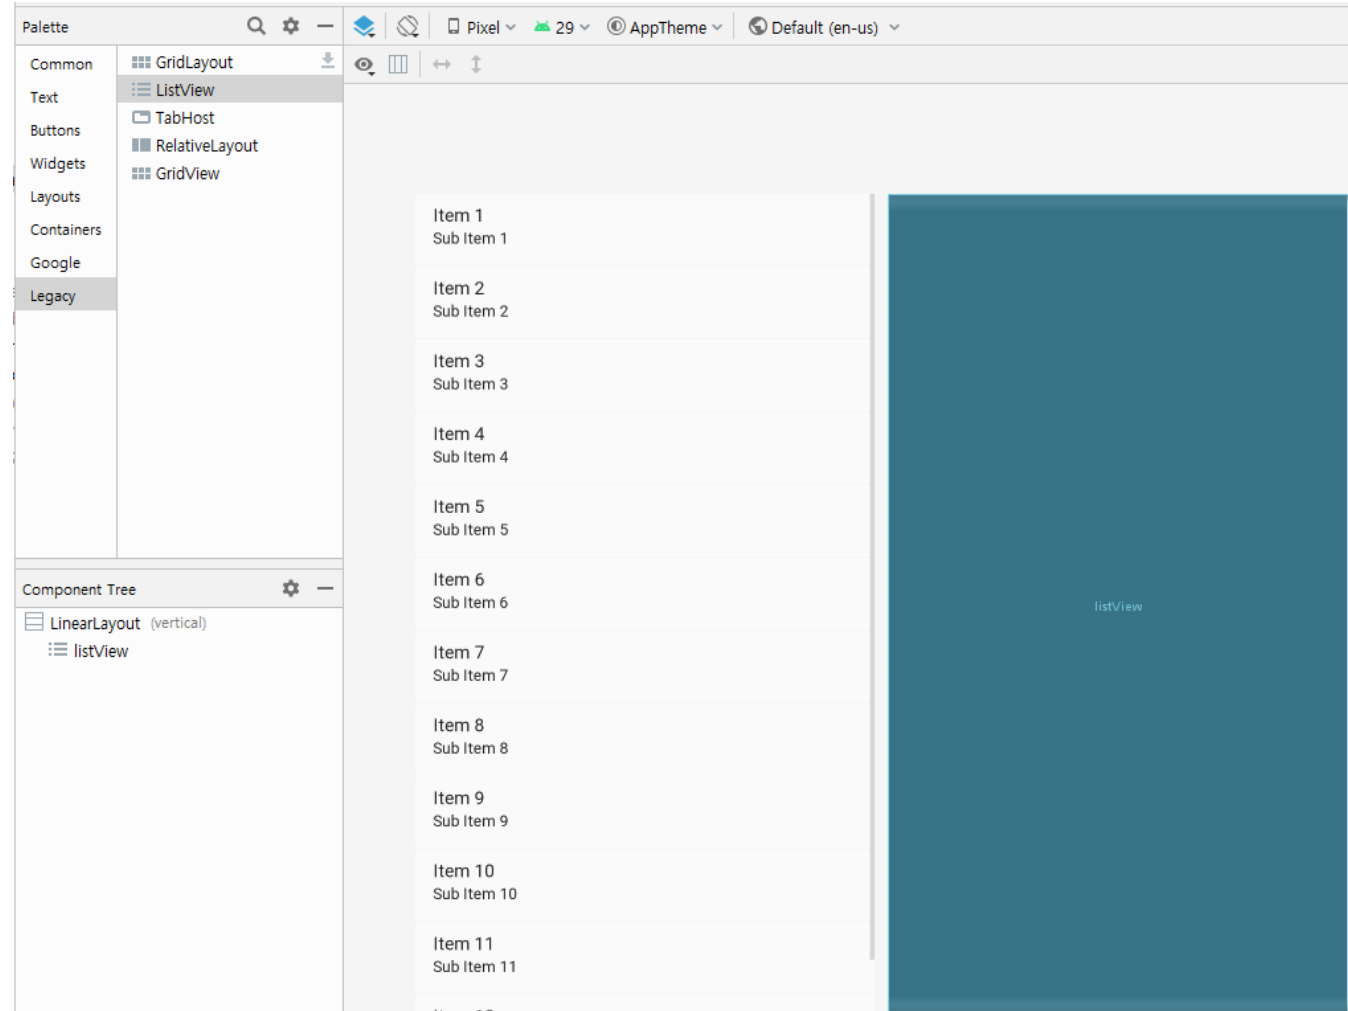 Palette
Pixel
29
AppTheme
Default (en-us)
Common
Text
Buttons
Widgets
Layouts
Containers
Google
Legacy
GridLayout
ListView
TabHost
RelativeLayout
GridView
Component Tree
LinearLayout (vertical)
listView
Item 1
Sub Item 1
Item 2
Sub Item 2
Item 3
Sub Item 3
Item 4
Sub Item 4
Item 5
Sub Item 5
Item 6
Sub Item 6
Item 7
Sub Item 7
Item 8
Sub Item 8
Item 9
Sub Item 9
Item 10
Sub Item 10
Item 11
Sub Item 11
listView